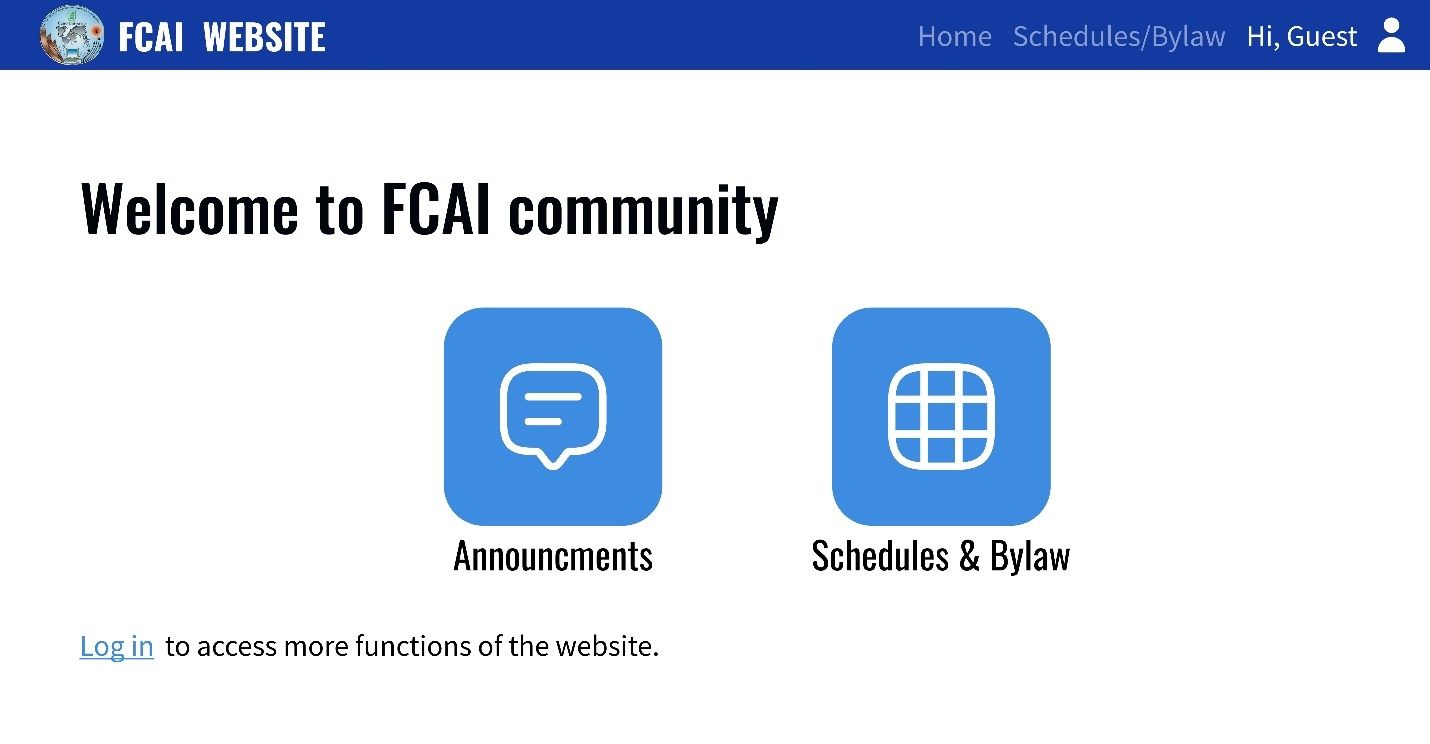 FCAI WEBSITE
Home Schedules/Bylaw Hi, Guest
Welcome to FCAI community
Announcments
Schedules & Bylaw
Log in to access more functions of the website.